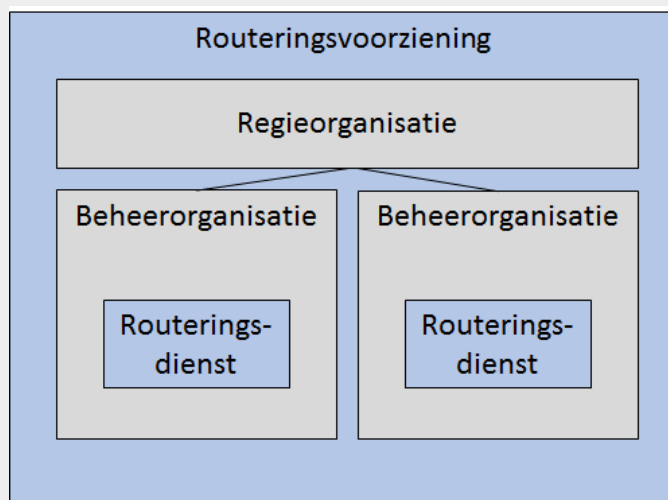 Routeringsvoorziening
Regieorganisatie
Beheerorganisatie
Routerings-
dienst
Beheerorganisatie
Routerings-
dienst